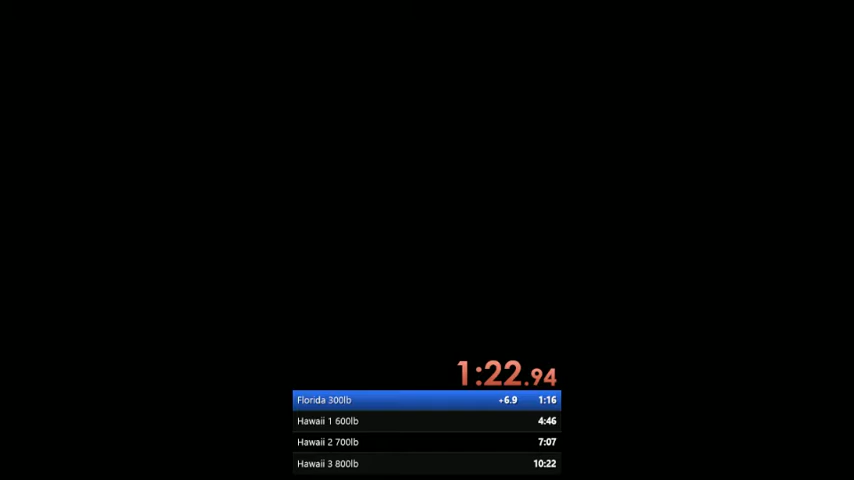 1:22.94
Florida 300lb +6.9 1:16
Hawaii 1 600lb 4:46
Hawaii 2 700lb 7:07
Hawaii 3 800lb 10:22